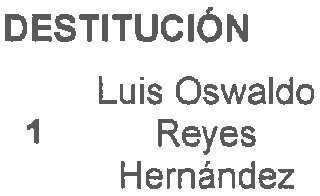 DESTITUCIÓN
Luis Oswaldo
1 Reyes
Hernández